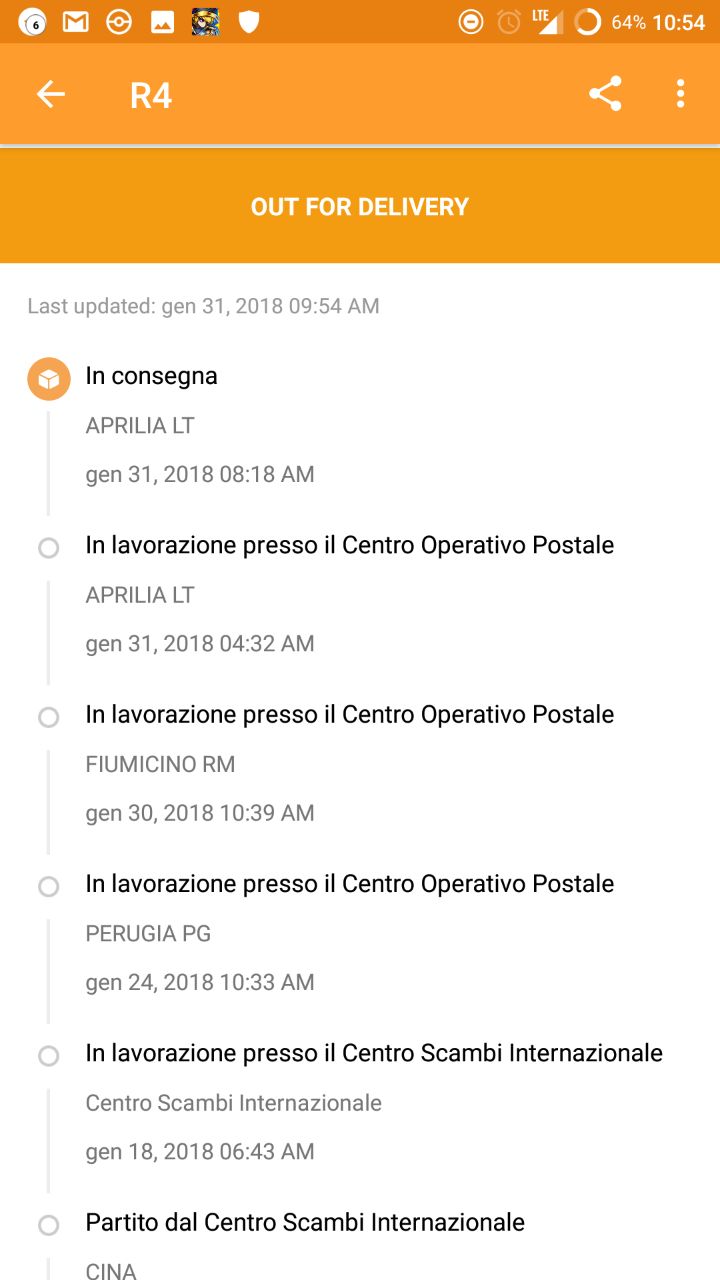 6
LTE
64% 10:54
R4
OUT FOR DELIVERY
Last updated: gen 31, 2018 09:54 AM
In consegna
APRILIA LT
gen 31, 2018 08:18 AM
In lavorazione presso il Centro Operativo Postale
APRILIA LT
gen 31, 2018 04:32 AM
In lavorazione presso il Centro Operativo Postale
FIUMICINO RM
gen 30, 2018 10:39 AM
In lavorazione presso il Centro Operativo Postale
PERUGIA PG
gen 24, 2018 10:33 AM
In lavorazione presso il Centro Scambi Internazionale
Centro Scambi Internazionale
gen 18, 2018 06:43 AM
Partito dal Centro Scambi Internazionale
CINA